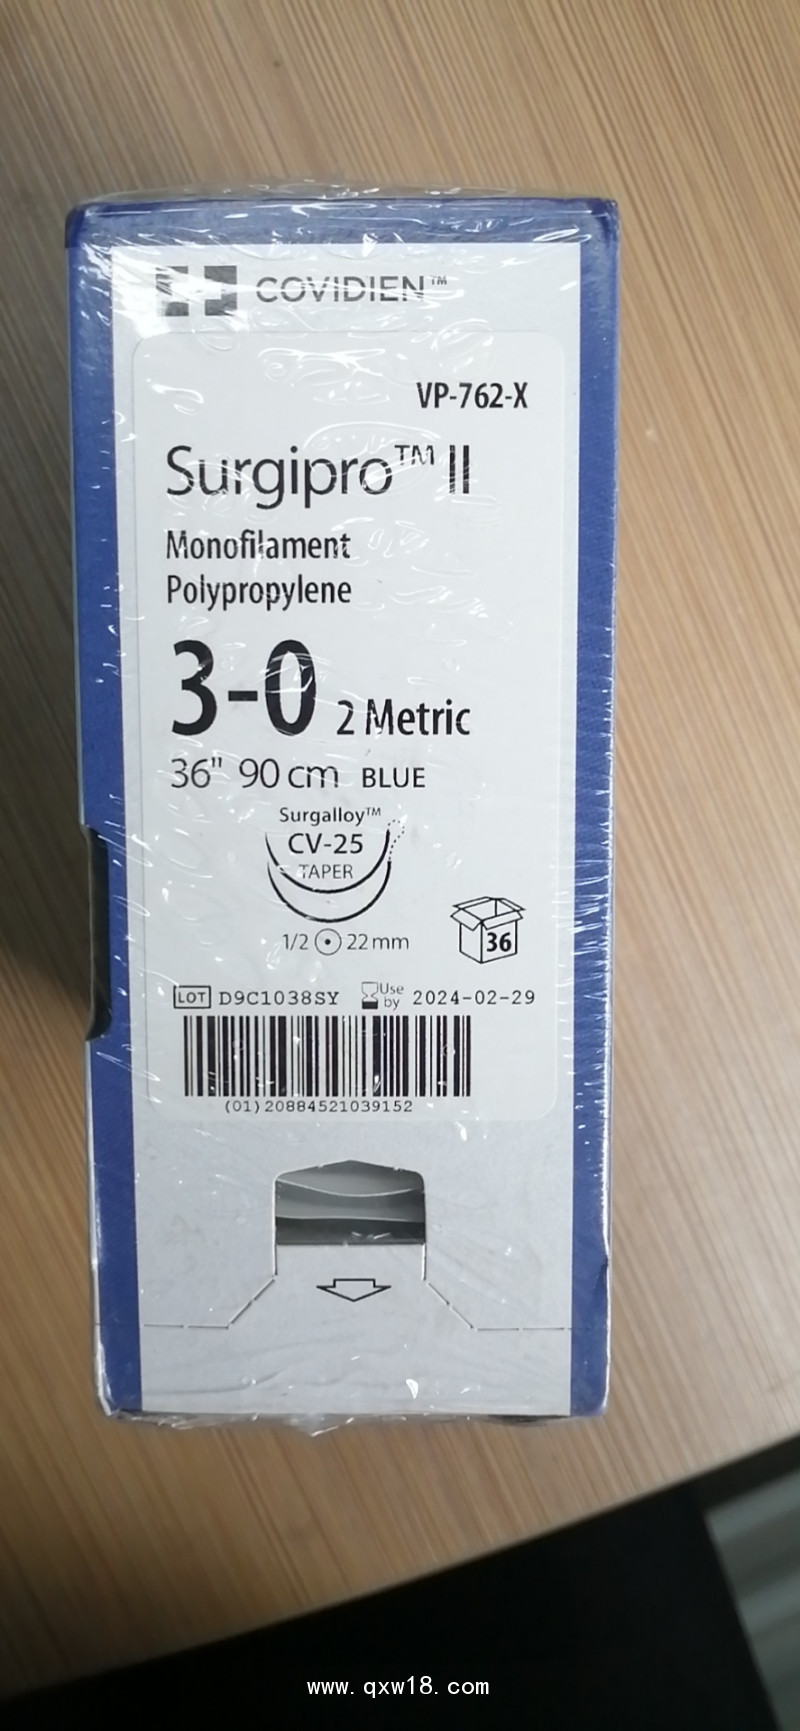 COVIDIEN™
VP-762-X
Surgipro™ II
Monofilament
Polypropylene
3-0 2 Metric
36" 90 cm BLUE
Surgalloy™
CV-25
TAPER
1/2 22 mm
36
LOT D9C1038SY Use by 2024-02-29
(01)20884521039152
www.qxw18.com